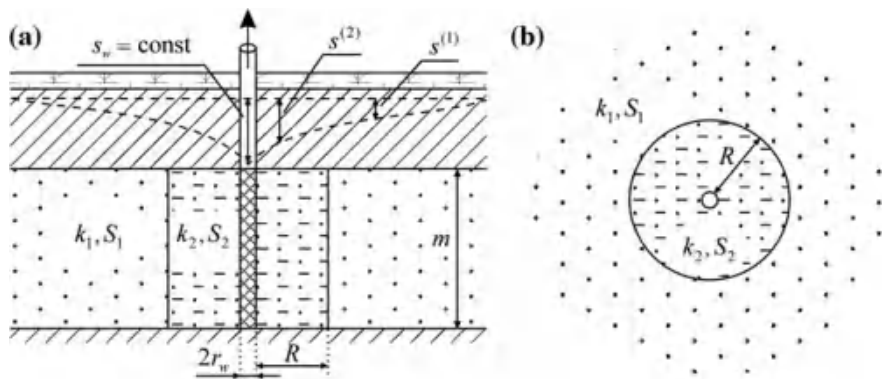 (a)
s_w = const
s^(2)
s^(1)
k_1, S_1
k_2, S_2
m
2r_w
R
(b)
k_1, S_1
R
k_2, S_2